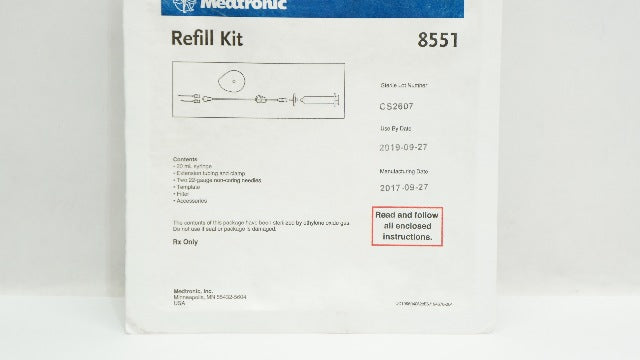 Medtronic
Refill Kit
8551
Sterile Lot Number
CS2607
Use By Date
2019-09-27
Manufacturing Date
2017-09-27
Contents
• 20 mL syringe
• Extension tubing and clamp
• Two 22-gauge non-coring needles
• Template
• Filter
• Accessories
Read and follow
all enclosed
instructions.
The contents of this package have been sterilized by ethylene oxide gas.
Do not use if seal or package is damaged.
Rx Only
Medtronic, Inc.
Minneapolis, MN 55432-5604
USA